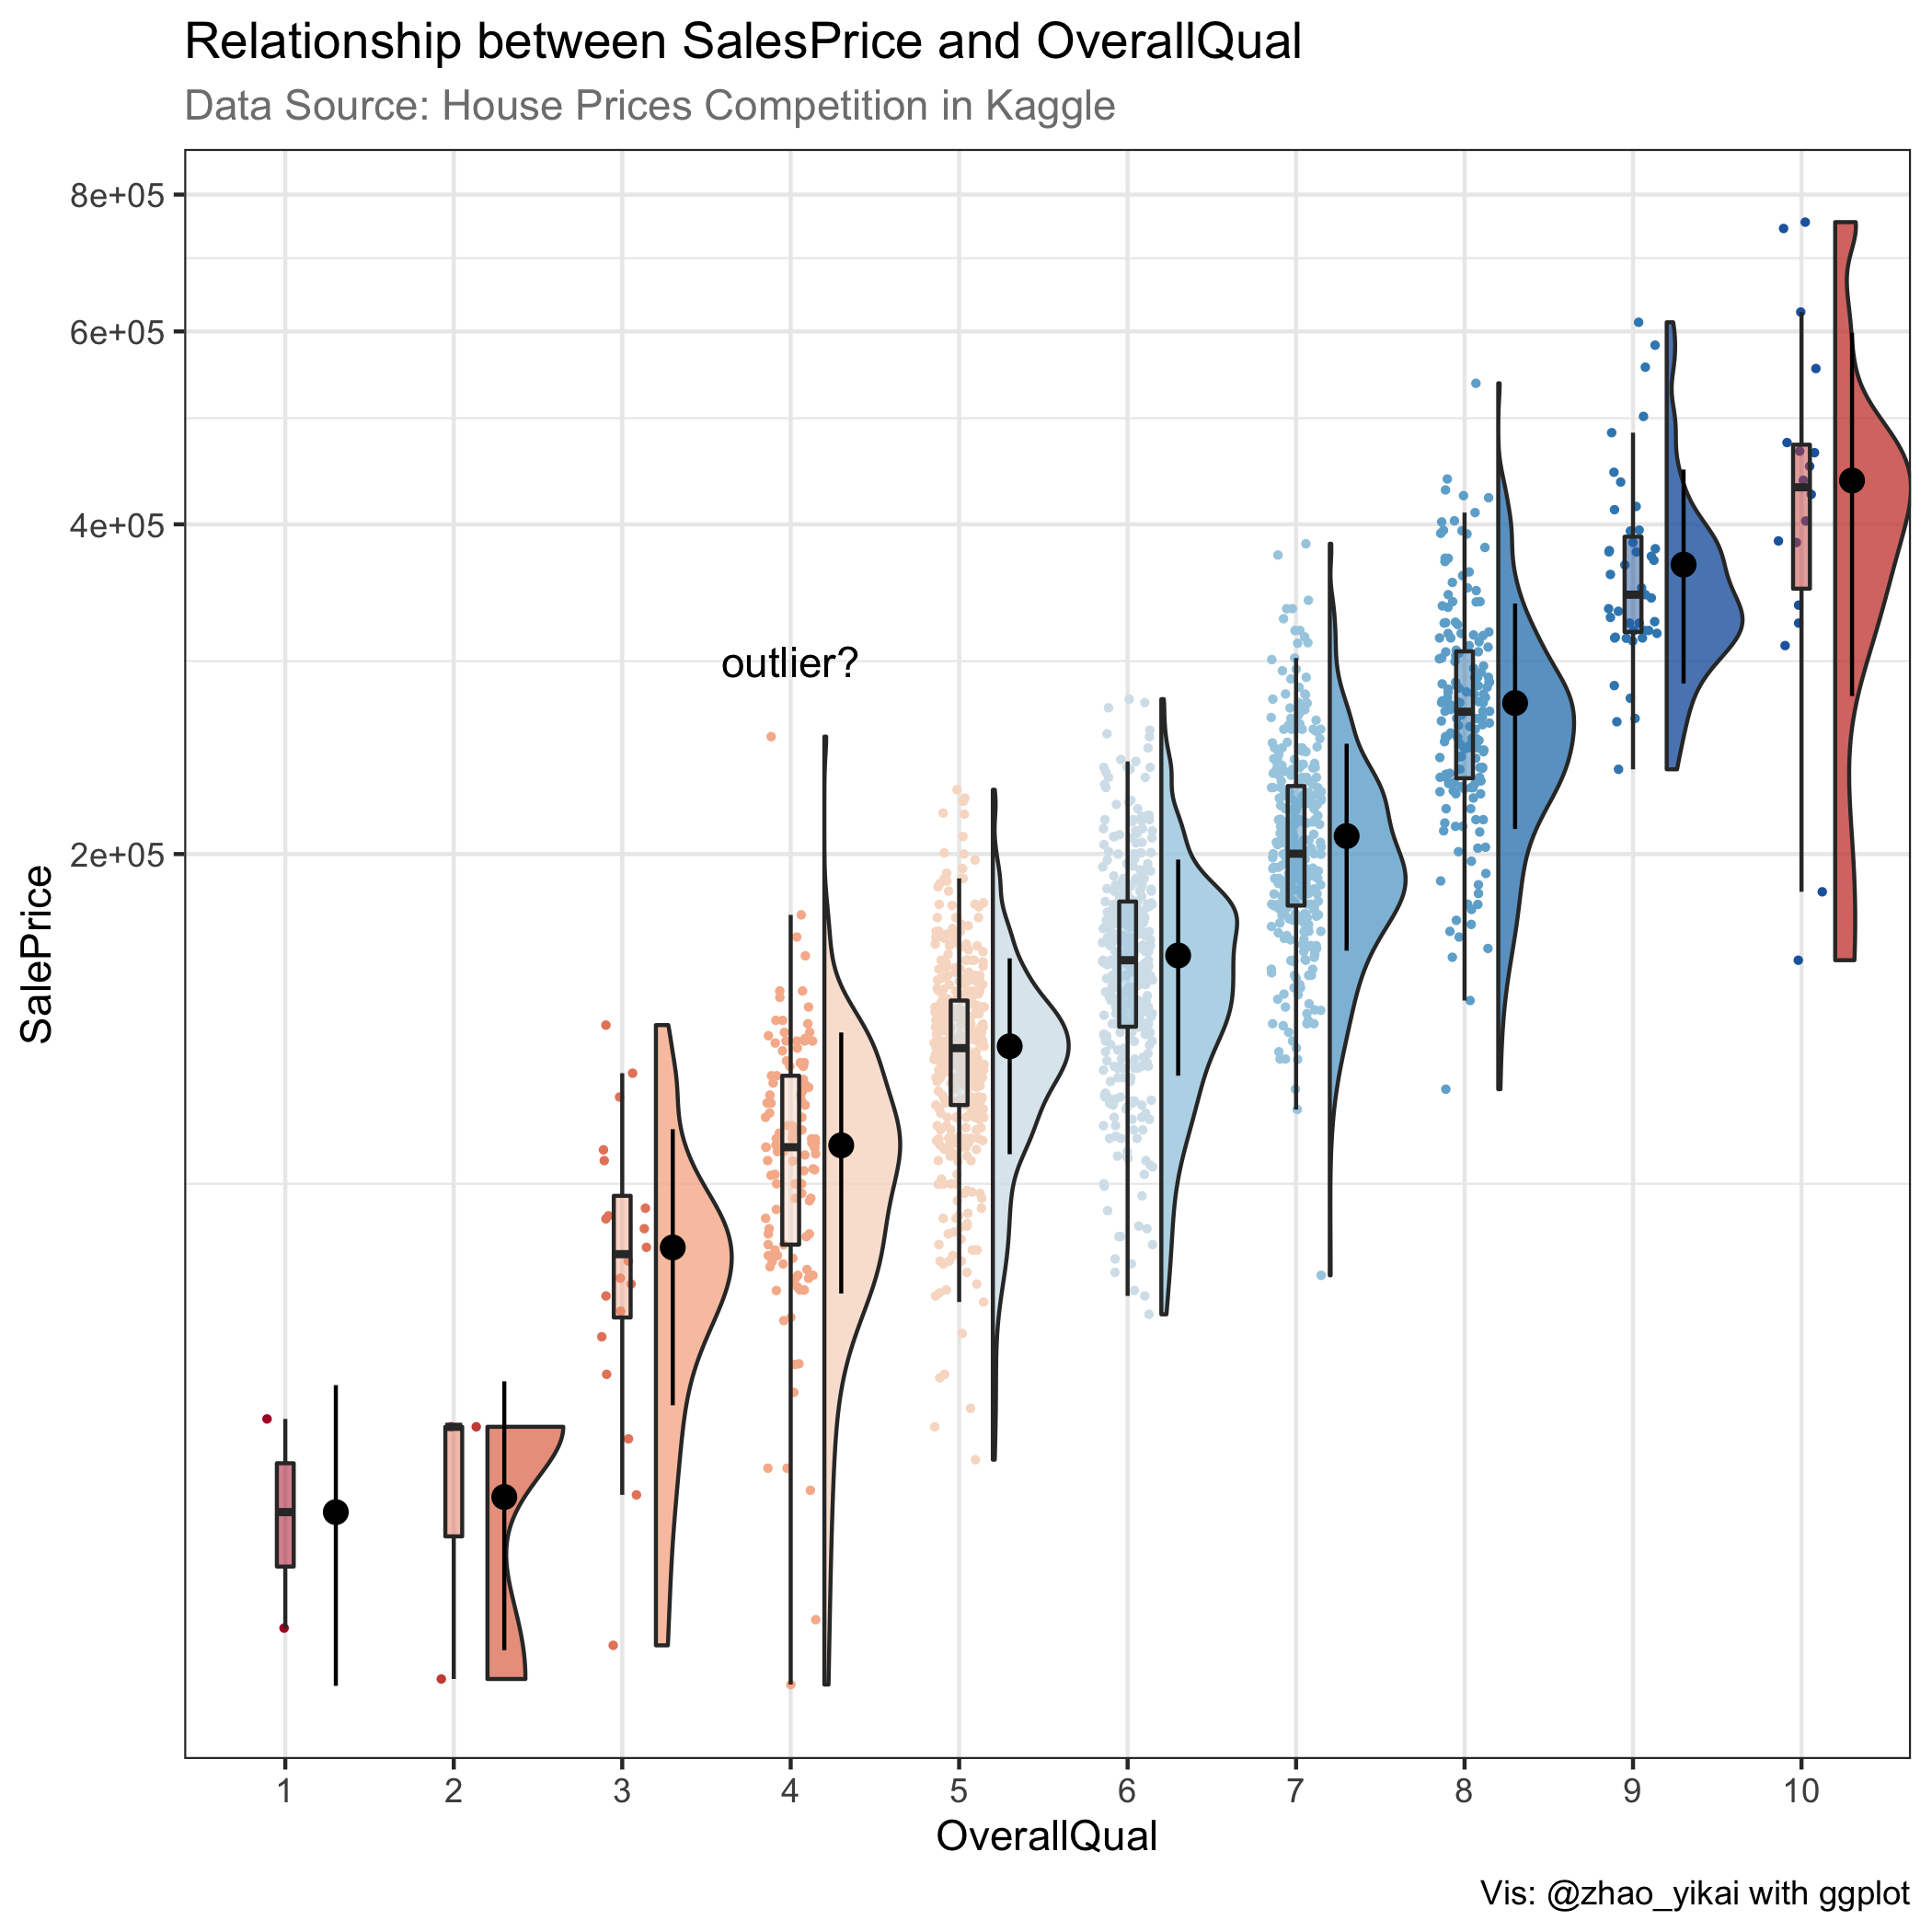 Relationship between SalesPrice and OverallQual
Data Source: House Prices Competition in Kaggle
8e+05
6e+05
4e+05
2e+05
SalePrice
outlier?
1 2 3 4 5 6 7 8 9 10
OverallQual
Vis: @zhao_yikai with ggplot